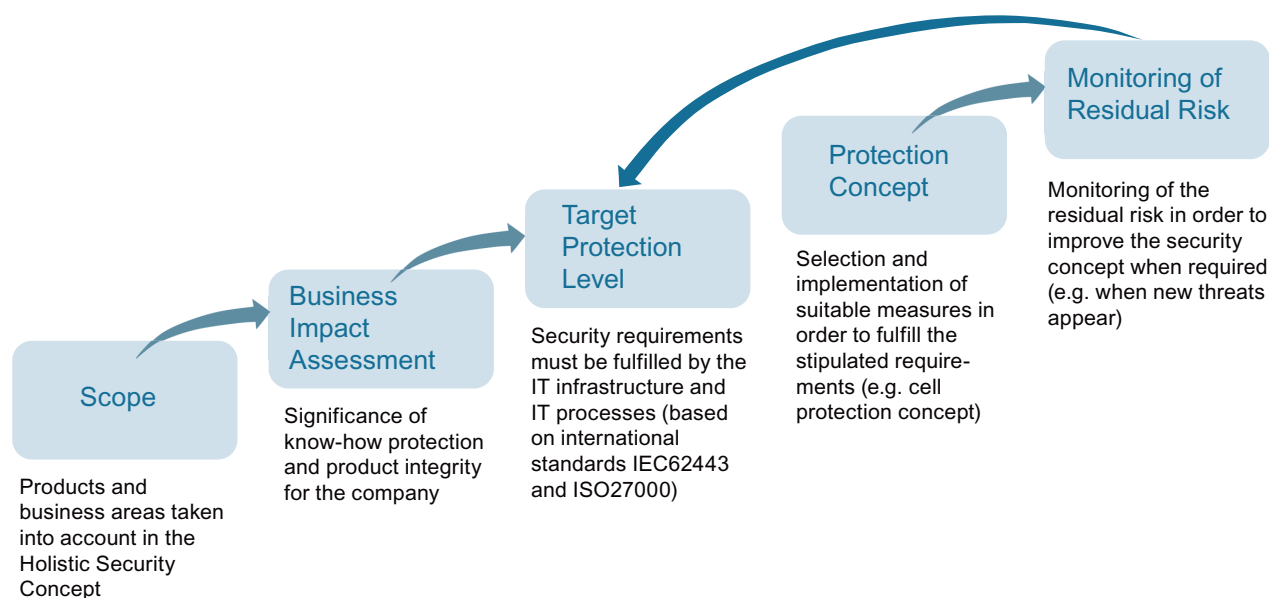 Scope
Products and
business areas taken
into account in the
Holistic Security
Concept
Business
Impact
Assessment
Significance of
know-how protection
and product integrity
for the company
Target
Protection
Level
Security requirements
must be fulfilled by the
IT infrastructure and
IT processes (based
on international
standards IEC62443
and ISO27000)
Protection
Concept
Selection and
implementation of
suitable measures in
order to fulfill the
stipulated require-
ments (e.g. cell
protection concept)
Monitoring of
Residual Risk
Monitoring of the
residual risk in order to
improve the security
concept when required
(e.g. when new threats
appear)